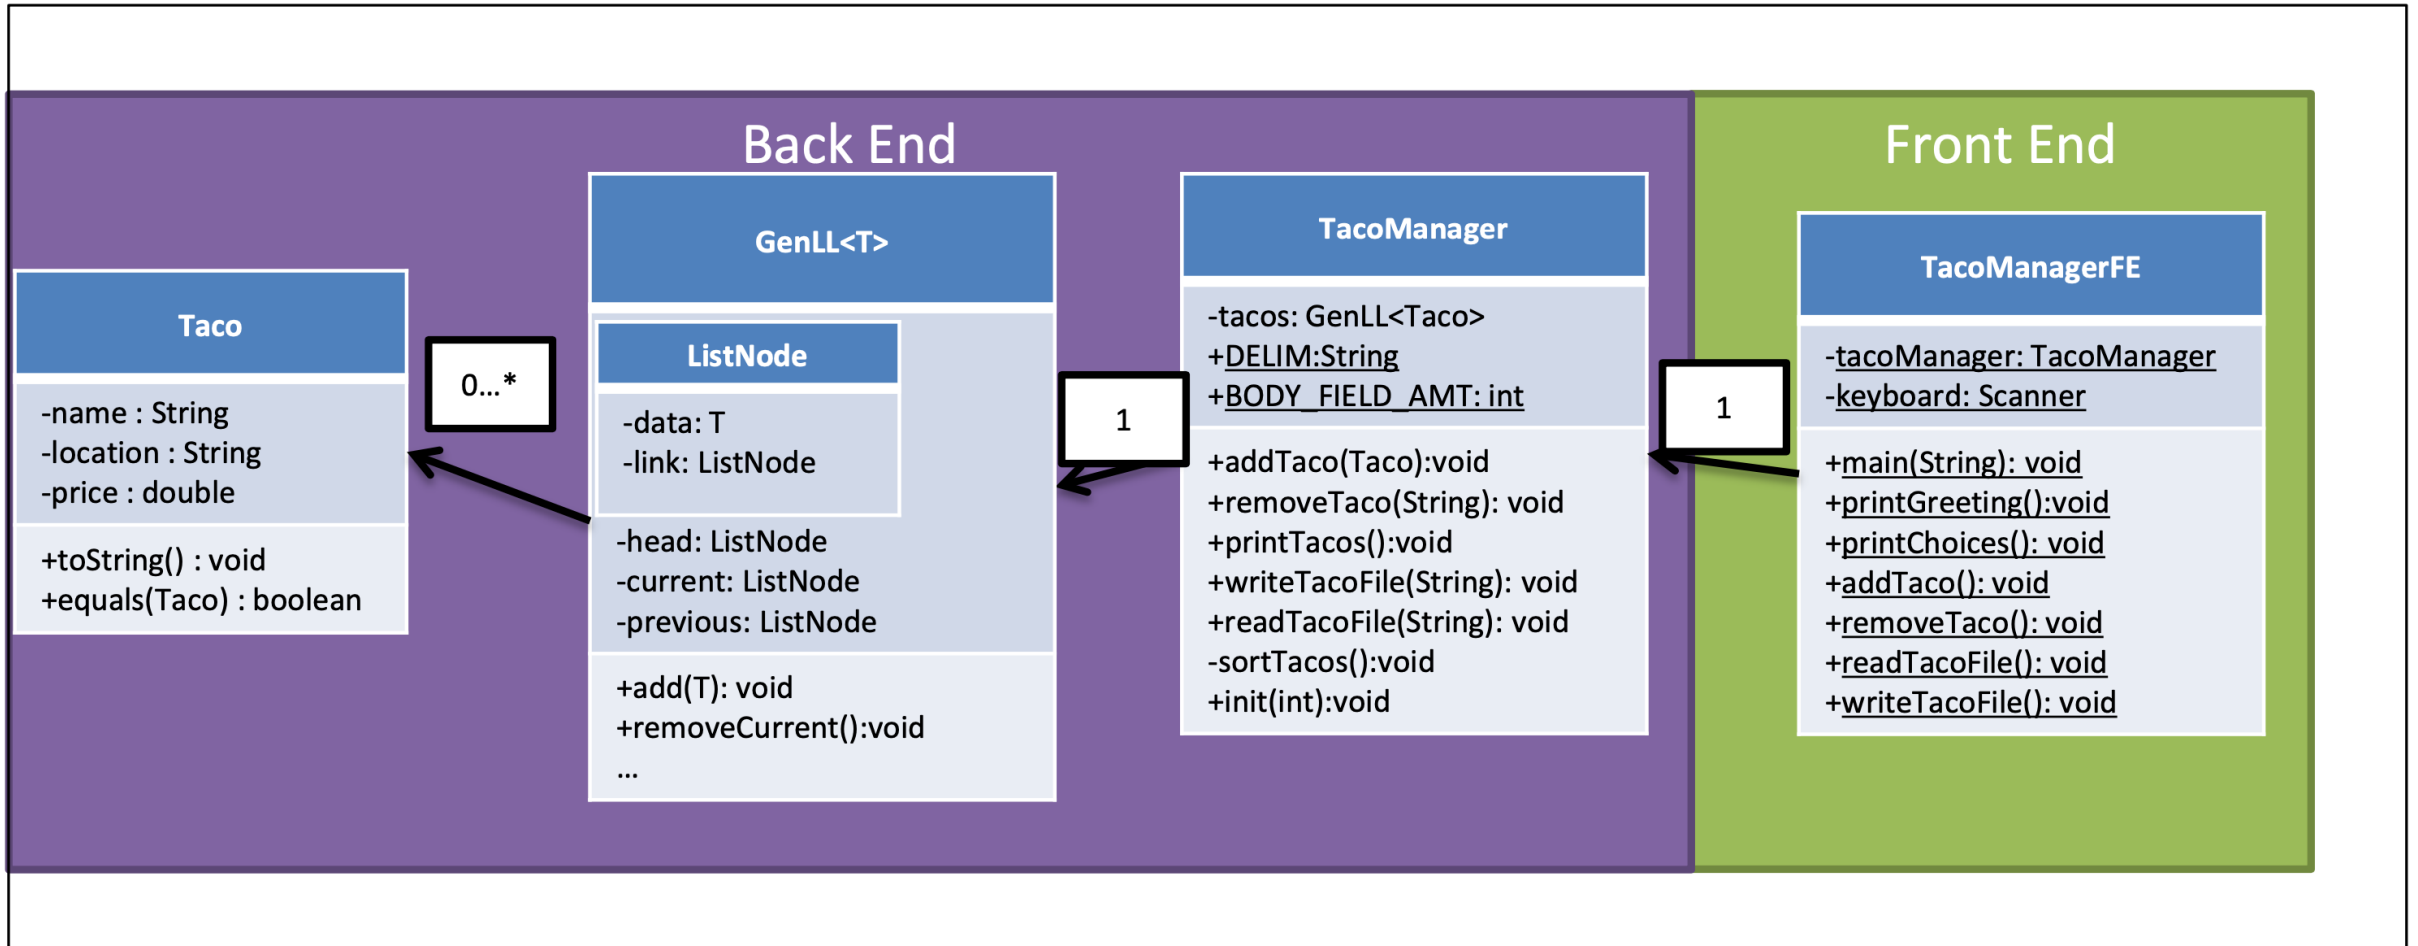 Back End
Front End
Taco
-name : String
-location : String
-price : double
+toString() : void
+equals(Taco) : boolean
0...*
GenLL<T>
ListNode
-data: T
-link: ListNode
-head: ListNode
-current: ListNode
-previous: ListNode
+add(T): void
+removeCurrent():void
...
1
TacoManager
-tacos: GenLL<Taco>
+DELIM:String
+BODY_FIELD_AMT: int
+addTaco(Taco):void
+removeTaco(String): void
+printTacos():void
+writeTacoFile(String): void
+readTacoFile(String): void
-sortTacos():void
+init(int):void
1
TacoManagerFE
-tacoManager: TacoManager
-keyboard: Scanner
+main(String): void
+printGreeting():void
+printChoices(): void
+addTaco(): void
+removeTaco(): void
+readTacoFile(): void
+writeTacoFile(): void